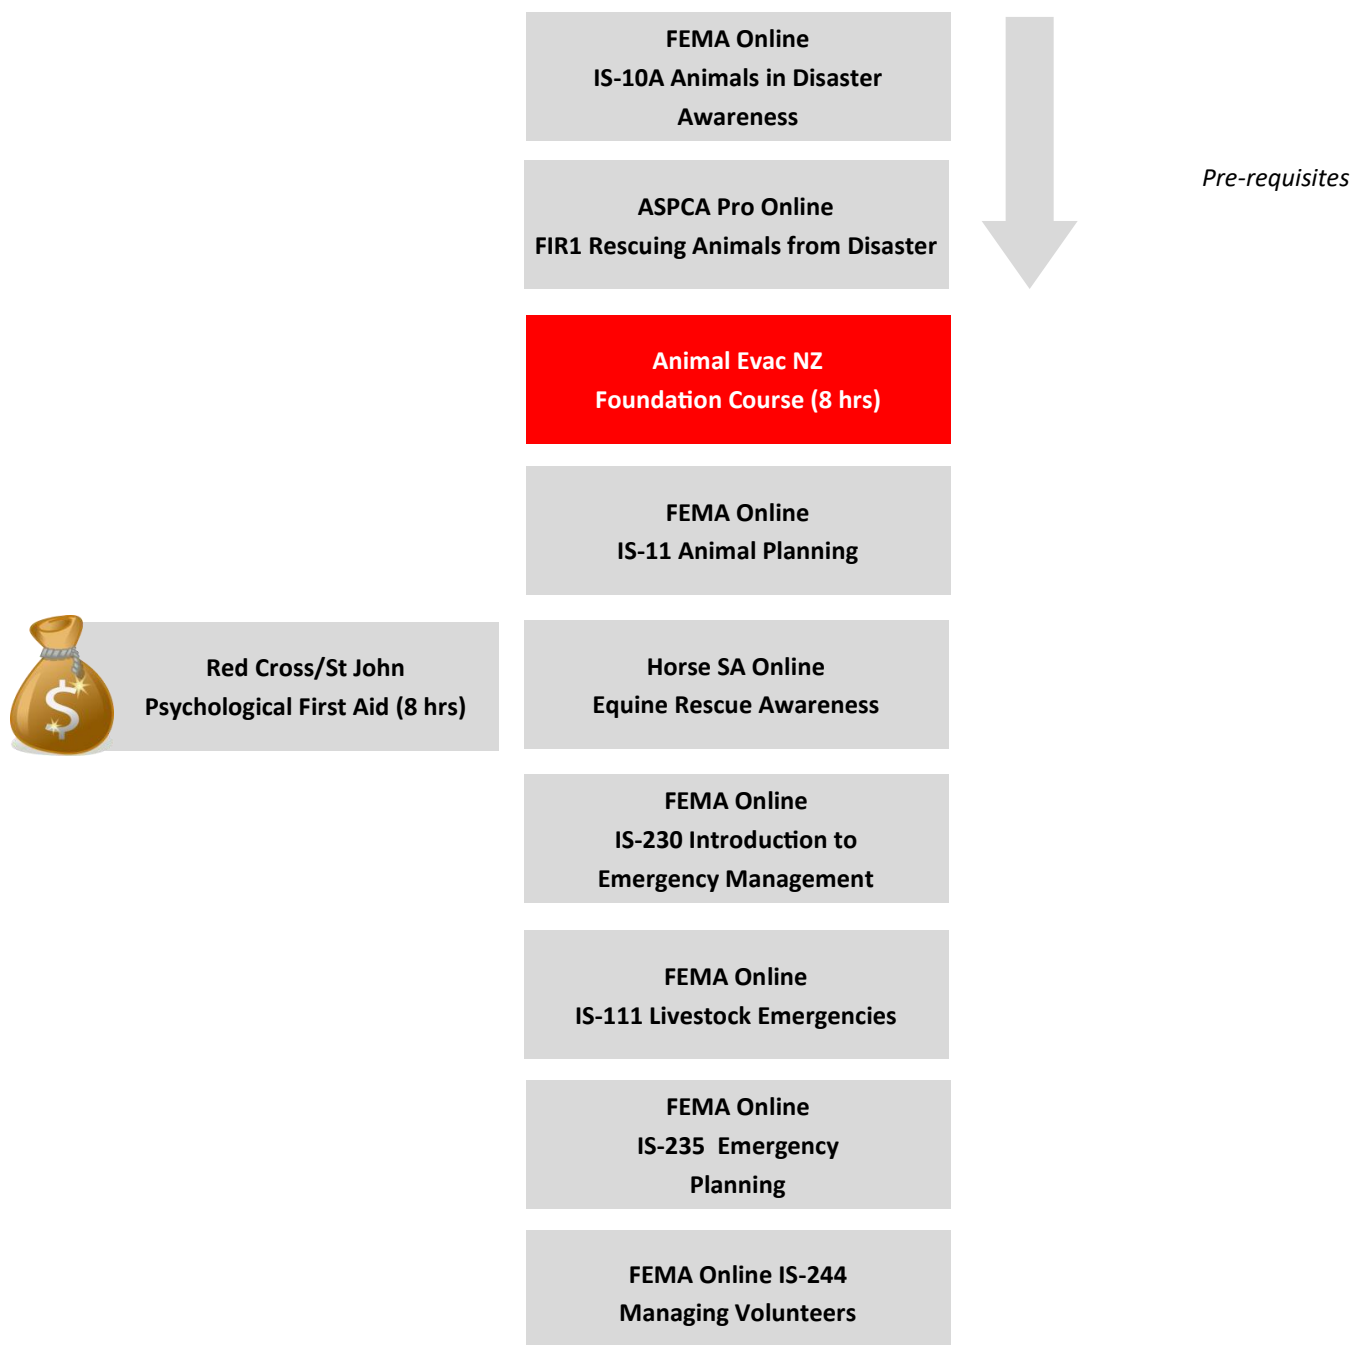 FEMA Online
IS-10A Animals in Disaster
Awareness
Pre-requisites
ASPCA Pro Online
FIR1 Rescuing Animals from Disaster
Animal Evac NZ
Foundation Course (8 hrs)
FEMA Online
IS-11 Animal Planning
$
Red Cross/St John
Psychological First Aid (8 hrs)
Horse SA Online
Equine Rescue Awareness
FEMA Online
IS-230 Introduction to
Emergency Management
FEMA Online
IS-111 Livestock Emergencies
FEMA Online
IS-235  Emergency
Planning
FEMA Online IS-244
Managing Volunteers